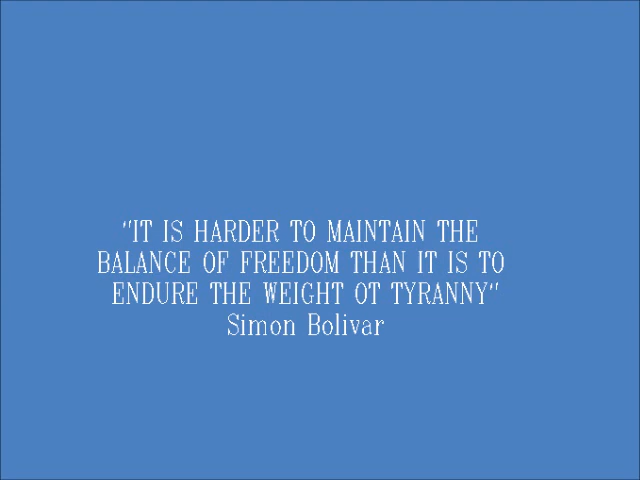 "IT IS HARDER TO MAINTAIN THE
BALANCE OF FREEDOM THAN IT IS TO
ENDURE THE WEIGHT OT TYRANNY"
Simon Bolivar